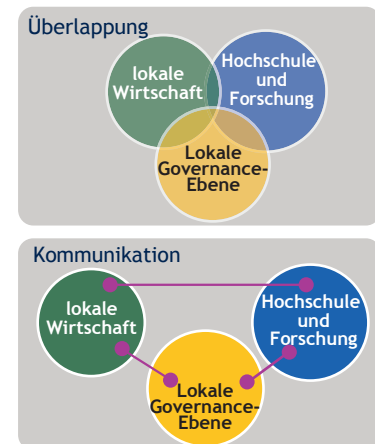 Überlappung
lokale
Wirtschaft
Hochschule
und
Forschung
Lokale
Governance-
Ebene
Kommunikation
lokale
Wirtschaft
Hochschule
und
Forschung
Lokale
Governance-
Ebene